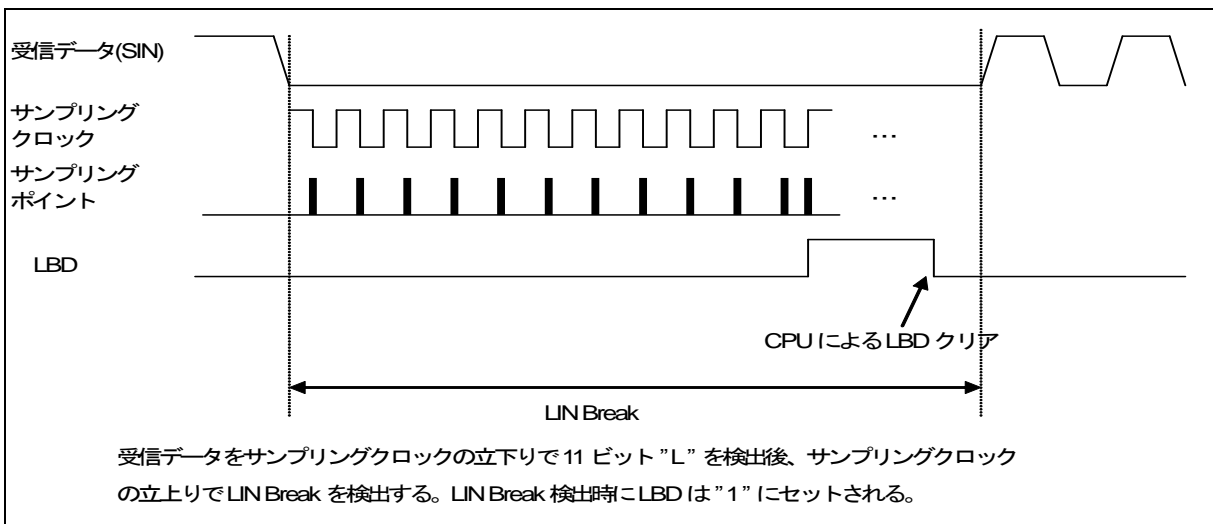 受信データ(SIN)
サンプリング
クロック
…
サンプリング
ポイント
…
LBD
CPUによるLBDクリア
LIN Break
受信データをサンプリングクロックの立下りで11 ビット ”L” を検出後、サンプリングクロック
の立上りでLIN Break を検出する。LIN Break 検出時にLBD は”1” にセットされる。